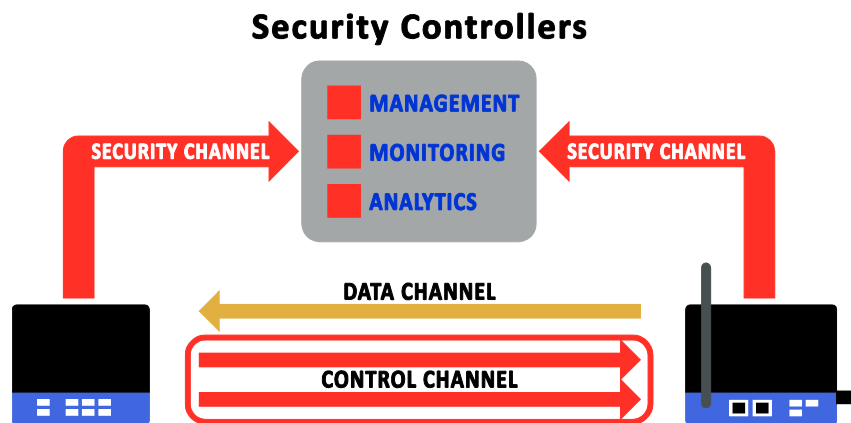 Security Controllers
MANAGEMENT
SECURITY CHANNEL
MONITORING
SECURITY CHANNEL
ANALYTICS
DATA CHANNEL
CONTROL CHANNEL